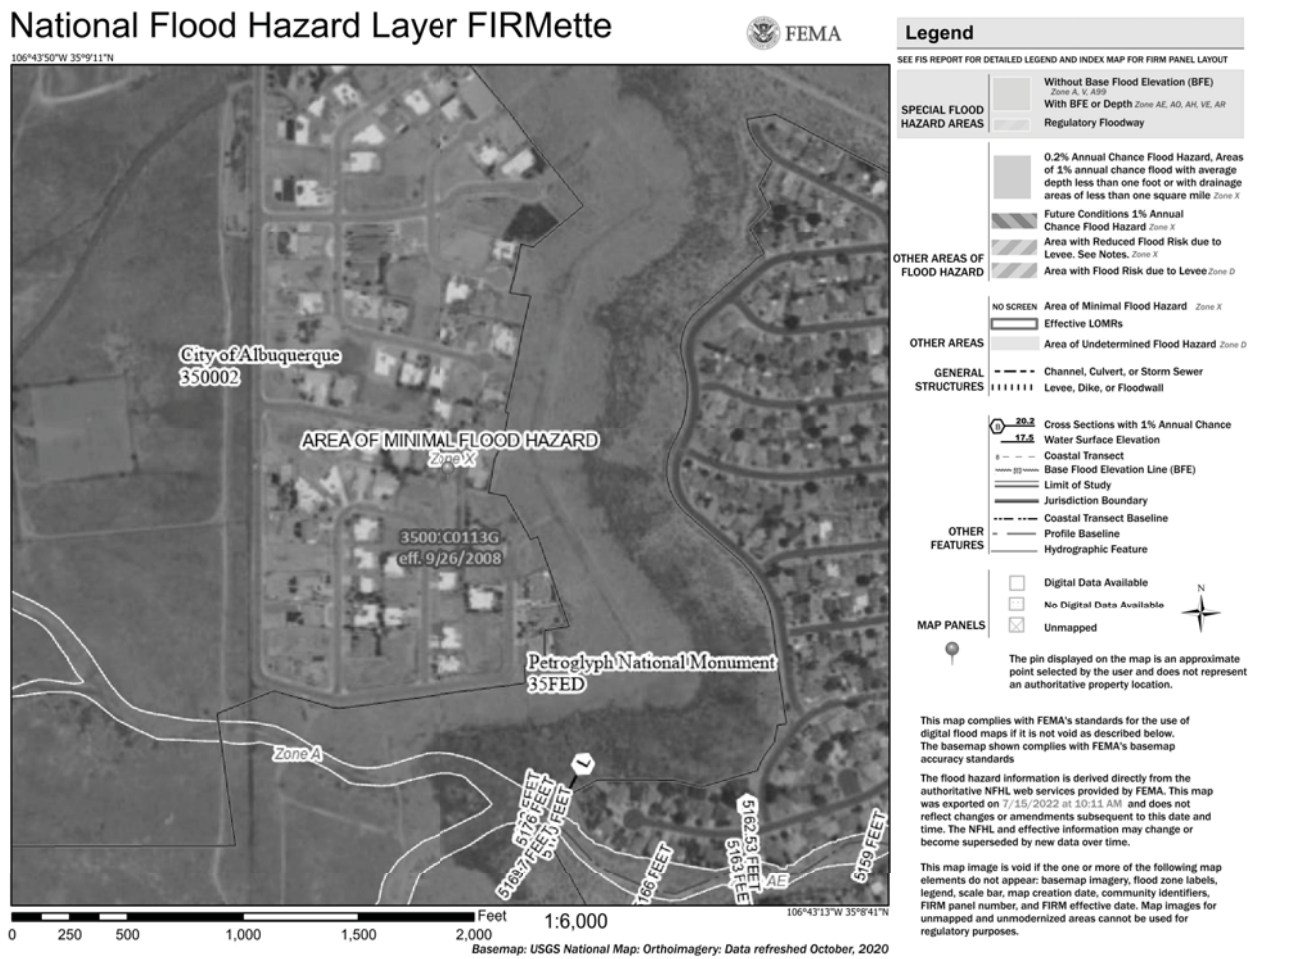 National Flood Hazard Layer FIRMette
FEMA
106°43'50"W 35°9'11"N
City of Albuquerque
350002
AREA OF MINIMAL FLOOD HAZARD
Zone X
eff. 9/26/2008
Petroglyph National Monument
35FED
Zone A
L
5176 FEET
5162.53 FEET
5163 FEE
166 FEET
AE
5159 FEET
Feet
1:6,000
106°43'13"W 35°8'41"N
0 250 500 1,000 1,500 2,000
Basemap: USGS National Map: Orthoimagery: Data refreshed October, 2020
Legend
SEE FIS REPORT FOR DETAILED LEGEND AND INDEX MAP FOR FIRM PANEL LAYOUT
SPECIAL FLOOD
HAZARD AREAS
Without Base Flood Elevation (BFE)
Zone A, V, A99
With BFE or Depth Zone AE, AO, AH, VE, AR
Regulatory Floodway
OTHER AREAS OF
FLOOD HAZARD
0.2% Annual Chance Flood Hazard, Areas
of 1% annual chance flood with average
depth less than one foot or with drainage
areas of less than one square mile Zone X
Future Conditions 1% Annual
Chance Flood Hazard Zone X
Area with Reduced Flood Risk due to
Levee. See Notes. Zone X
Area with Flood Risk due to Levee Zone D
OTHER AREAS
NO SCREEN Area of Minimal Flood Hazard Zone X
Effective LOMRs
Area of Undetermined Flood Hazard Zone D
GENERAL
STRUCTURES
Channel, Culvert, or Storm Sewer
Levee, Dike, or Floodwall
OTHER
FEATURES
B 20.2 Cross Sections with 1% Annual Chance
17.5 Water Surface Elevation
Coastal Transect
Base Flood Elevation Line (BFE)
Limit of Study
Jurisdiction Boundary
Coastal Transect Baseline
Profile Baseline
Hydrographic Feature
MAP PANELS
Digital Data Available
No Digital Data Available
Unmapped
N
The pin displayed on the map is an approximate
point selected by the user and does not represent
an authoritative property location.
This map complies with FEMA's standards for the use of
digital flood maps if it is not void as described below.
The basemap shown complies with FEMA's basemap
accuracy standards
The flood hazard information is derived directly from the
authoritative NFHL web services provided by FEMA. This map
was exported on 7/15/2022 at 10:11 AM and does not
reflect changes or amendments subsequent to this date and
time. The NFHL and effective information may change or
become superseded by new data over time.
This map image is void if the one or more of the following map
elements do not appear: basemap imagery, flood zone labels,
legend, scale bar, map creation date, community identifiers,
FIRM panel number, and FIRM effective date. Map images for
unmapped and unmodernized areas cannot be used for
regulatory purposes.